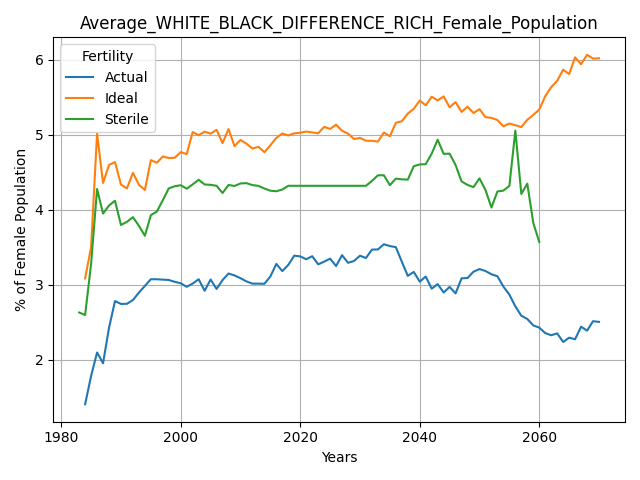 Average_WHITE_BLACK_DIFFERENCE_RICH_Female_Population
Fertility
Actual
Ideal
Sterile
% of Female Population
6
5
4
3
2
1980
2000
2020
2040
2060
Years